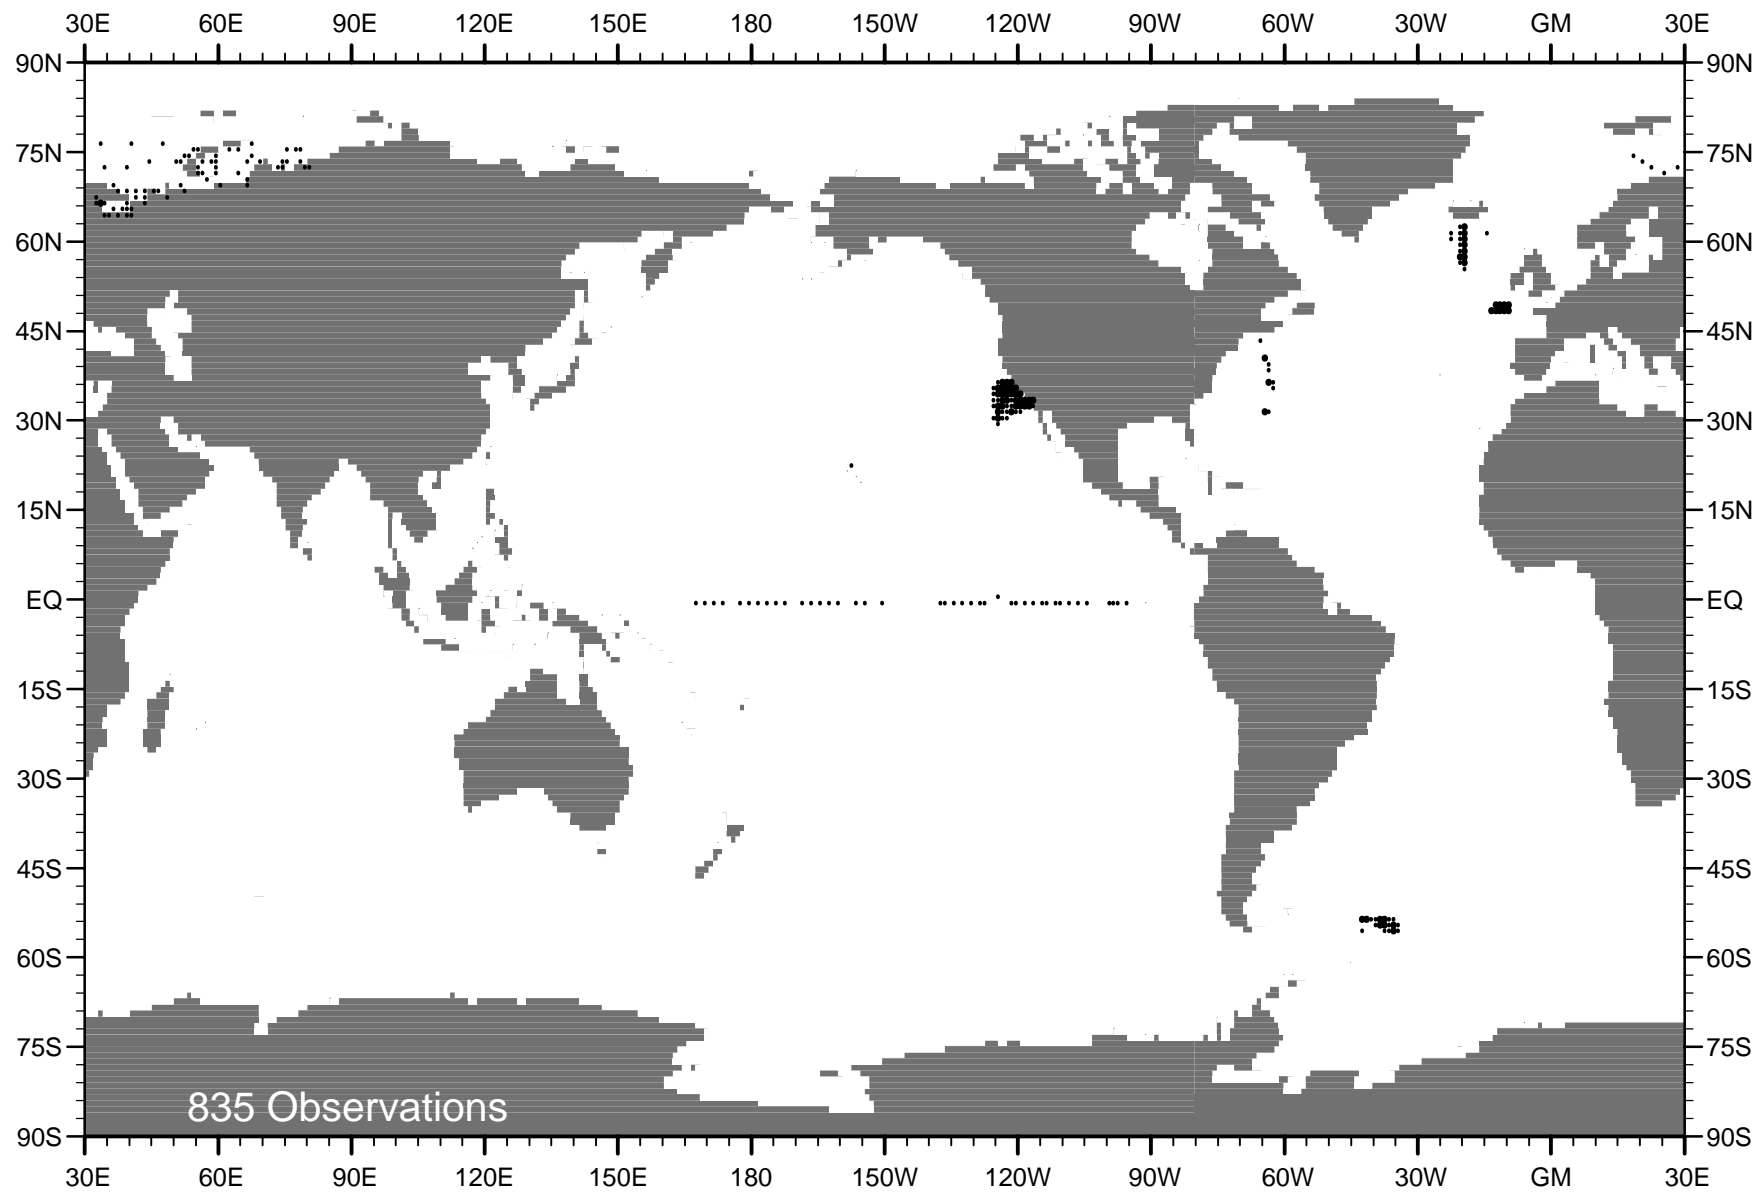 30E 60E 90E 120E 150E 180 150W 120W 90W 60W 30W GM 30E
90N 90N
75N 75N
60N 60N
45N 45N
30N 30N
15N 15N
EQ EQ
15S 15S
30S 30S
45S 45S
60S 60S
75S 75S
835 Observations
90S 90S
30E 60E 90E 120E 150E 180 150W 120W 90W 60W 30W GM 30E